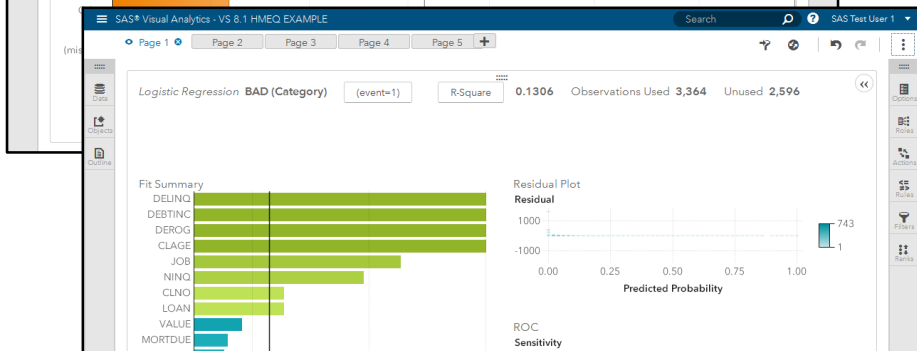 (mis
SAS® Visual Analytics - VS 8.1 HMEQ EXAMPLE
Search
?
SAS Test User 1
Page 1
Page 2
Page 3
Page 4
Page 5
Data
Objects
Outline
Logistic Regression BAD (Category)
(event=1)
R-Square
0.1306
Observations Used 3,364
Unused 2,596
Options
Roles
Actions
Rules
Filters
Ranks
Fit Summary
DELINQ
DEBTINC
DEROG
CLAGE
JOB
NINQ
CLNO
LOAN
VALUE
MORTDUE
Residual Plot
Residual
1000
-1000
0.00
0.25
0.50
0.75
1.00
Predicted Probability
743
1
ROC
Sensitivity